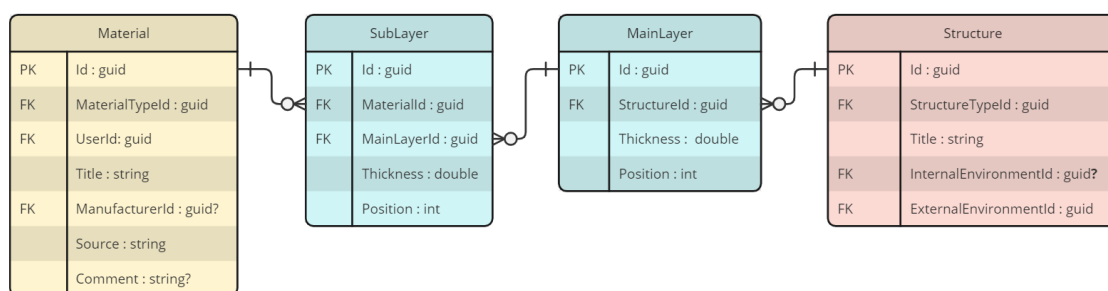 Material
PK Id : guid
FK MaterialTypeId : guid
FK UserId: guid
Title : string
FK ManufacturerId : guid?
Source : string
Comment : string?
SubLayer
PK Id : guid
FK MaterialId : guid
FK MainLayerId : guid
Thickness : double
Position : int
MainLayer
PK Id : guid
FK StructureId : guid
Thickness : double
Position : int
Structure
PK Id : guid
FK StructureTypeId : guid
Title : string
FK InternalEnvironmentId : guid?
FK ExternalEnvironmentId : guid